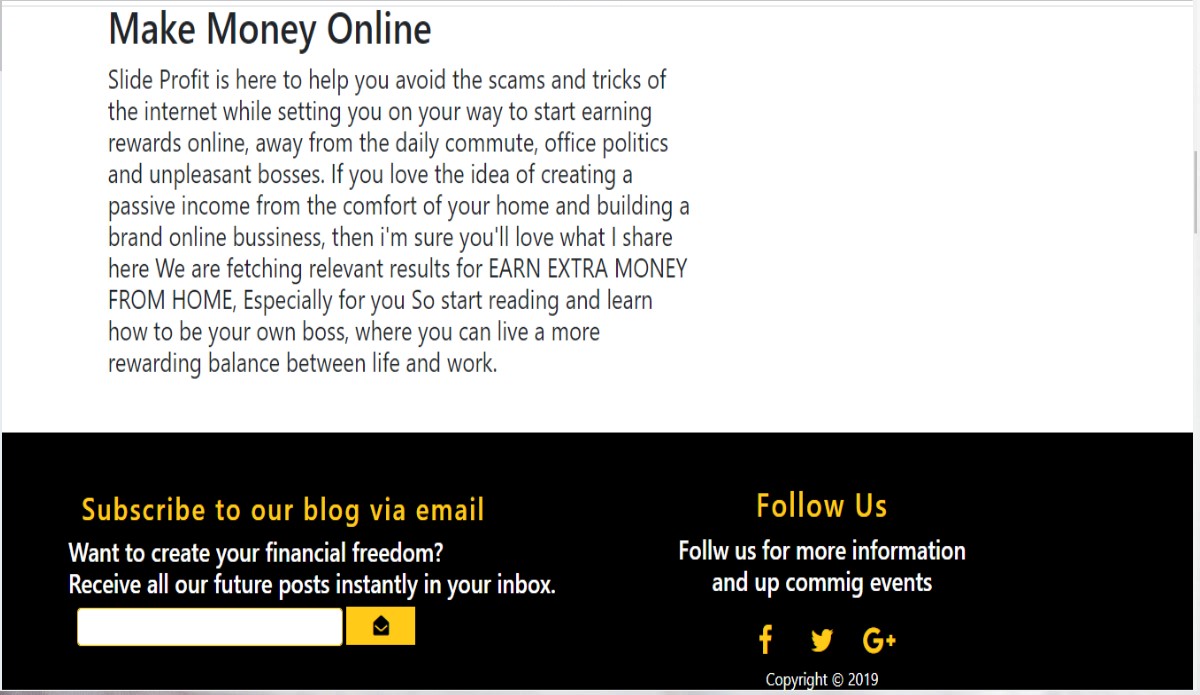 Make Money Online
Slide Profit is here to help you avoid the scams and tricks of
the internet while setting you on your way to start earning
rewards online, away from the daily commute, office politics
and unpleasant bosses. If you love the idea of creating a
passive income from the comfort of your home and building a
brand online bussiness, then i'm sure you'll love what I share
here We are fetching relevant results for EARN EXTRA MONEY
FROM HOME, Especially for you So start reading and learn
how to be your own boss, where you can live a more
rewarding balance between life and work.
Subscribe to our blog via email
Want to create your financial freedom?
Receive all our future posts instantly in your inbox.
Follow Us
Follw us for more information
and up commig events
G+
Copyright © 2019